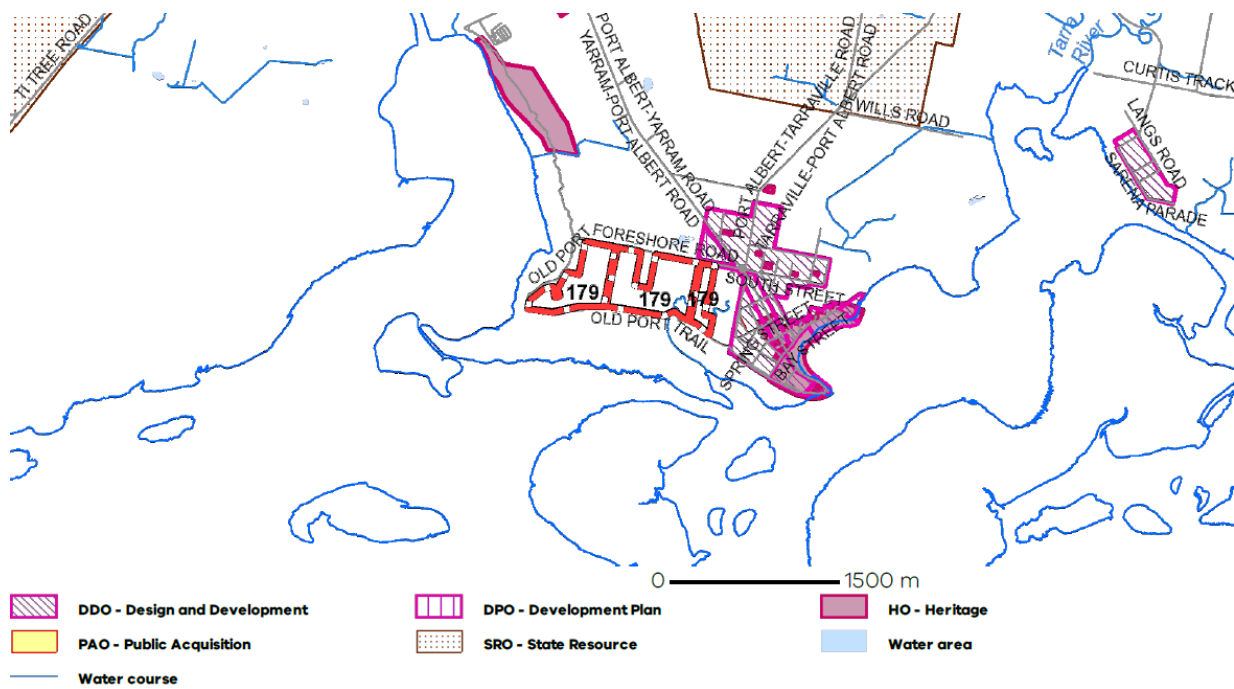 TI TREE ROAD
PORT ALBERT-YARRAM ROAD
YARRAM-PORT ALBERT ROAD
PORT ALBERT-TARRAVILLE ROAD
TARRAVILLE-PORT ALBERT ROAD
WILLS ROAD
Tarra
River
CURTIS TRACK
LANGS ROAD
SARENA PARADE
OLD PORT
FORESHORE ROAD
SOUTH STREET
179
179
179
OLD PORT TRAIL
SPRING STREET
BAY STREET
0 1500 m
DDO - Design and Development
DPO - Development Plan
HO - Heritage
PAO - Public Acquisition
SRO - State Resource
Water area
Water course